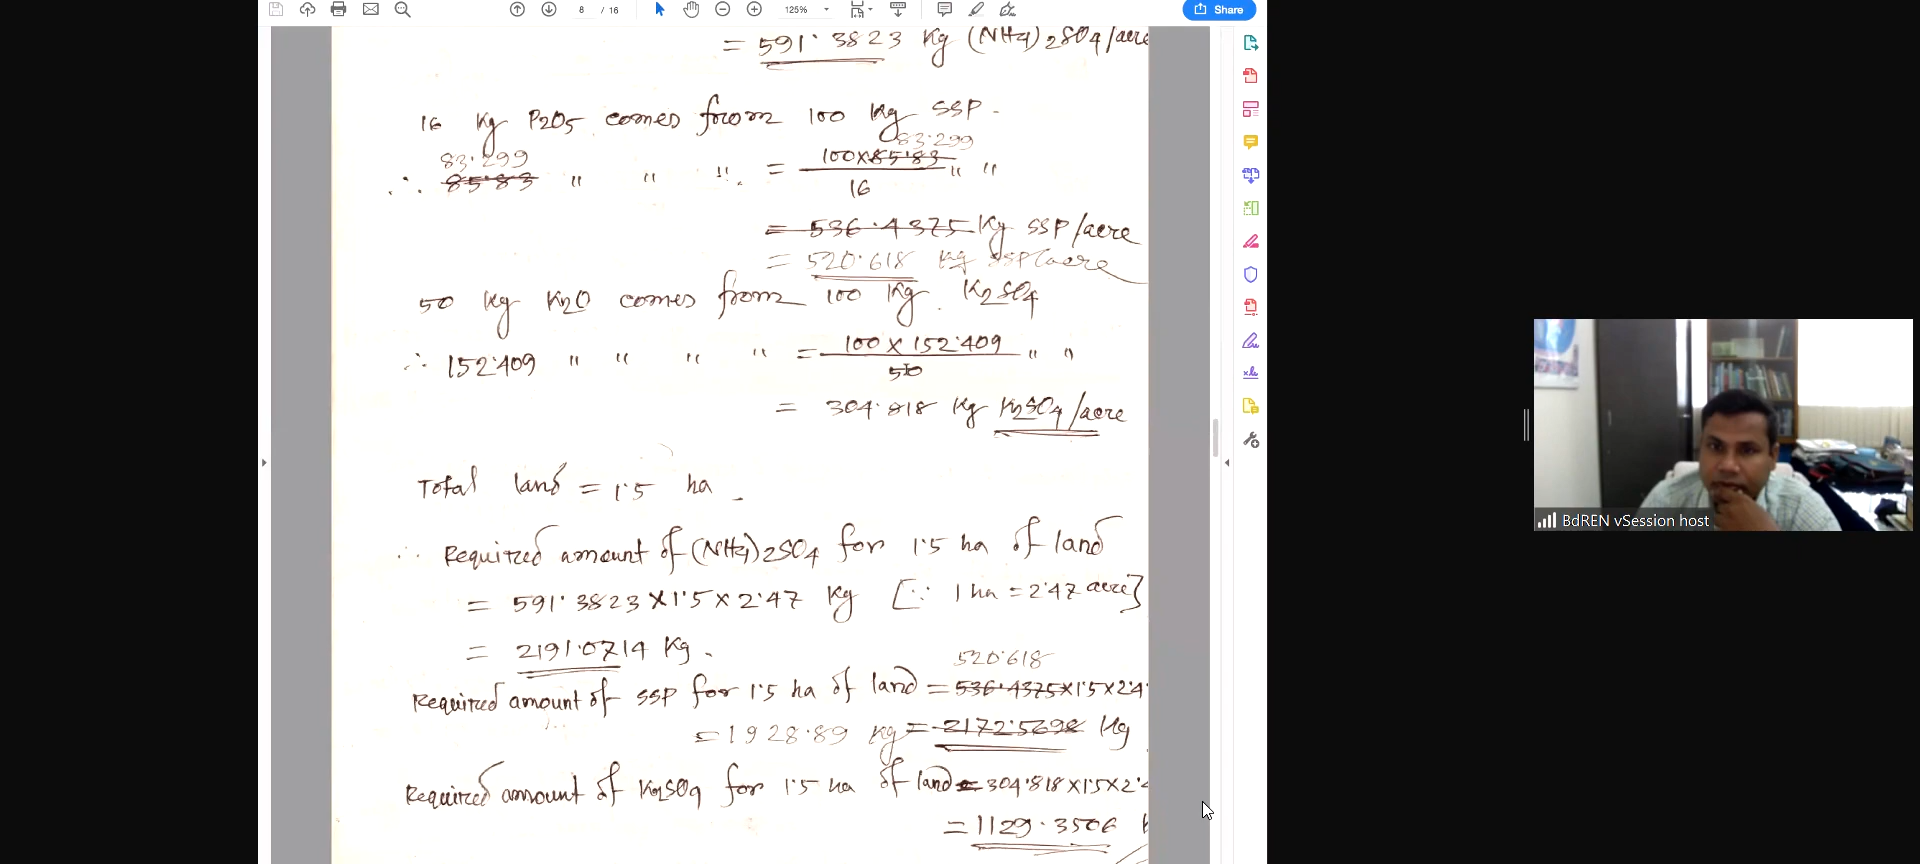 8 / 16
125%
Share
= 591.3823 Kg (NH4)2SO4/acre
16 Kg P2O5 comes from 100 Kg SSP.
83.299
83.299
∴ 85.83 " " " = 100×85.83 " "
16
= 536.4375 Kg SSP/acre
= 520.618 Kg SSP/acre
50 Kg K2O comes from 100 Kg. K2SO4
∴ 152.409 " " " " = 100 × 152.409 " "
50
= 304.818 Kg K2SO4/acre
Total land = 1.5 ha.
∴ Required amount of (NH4)2SO4 for 1.5 ha of land
= 591.3823×1.5×2.47 Kg [∵ 1 ha = 2.47 acre]
= 2191.0714 Kg.
520.618
Required amount of SSP for 1.5 ha of land = 536.4375×1.5×2.4
= 1928.89 Kg = Kg
Required amount of K2SO4 for 1.5 ha of land = 304.818×1.5×2.4
= 1129.3506 K
BdREN vSession host